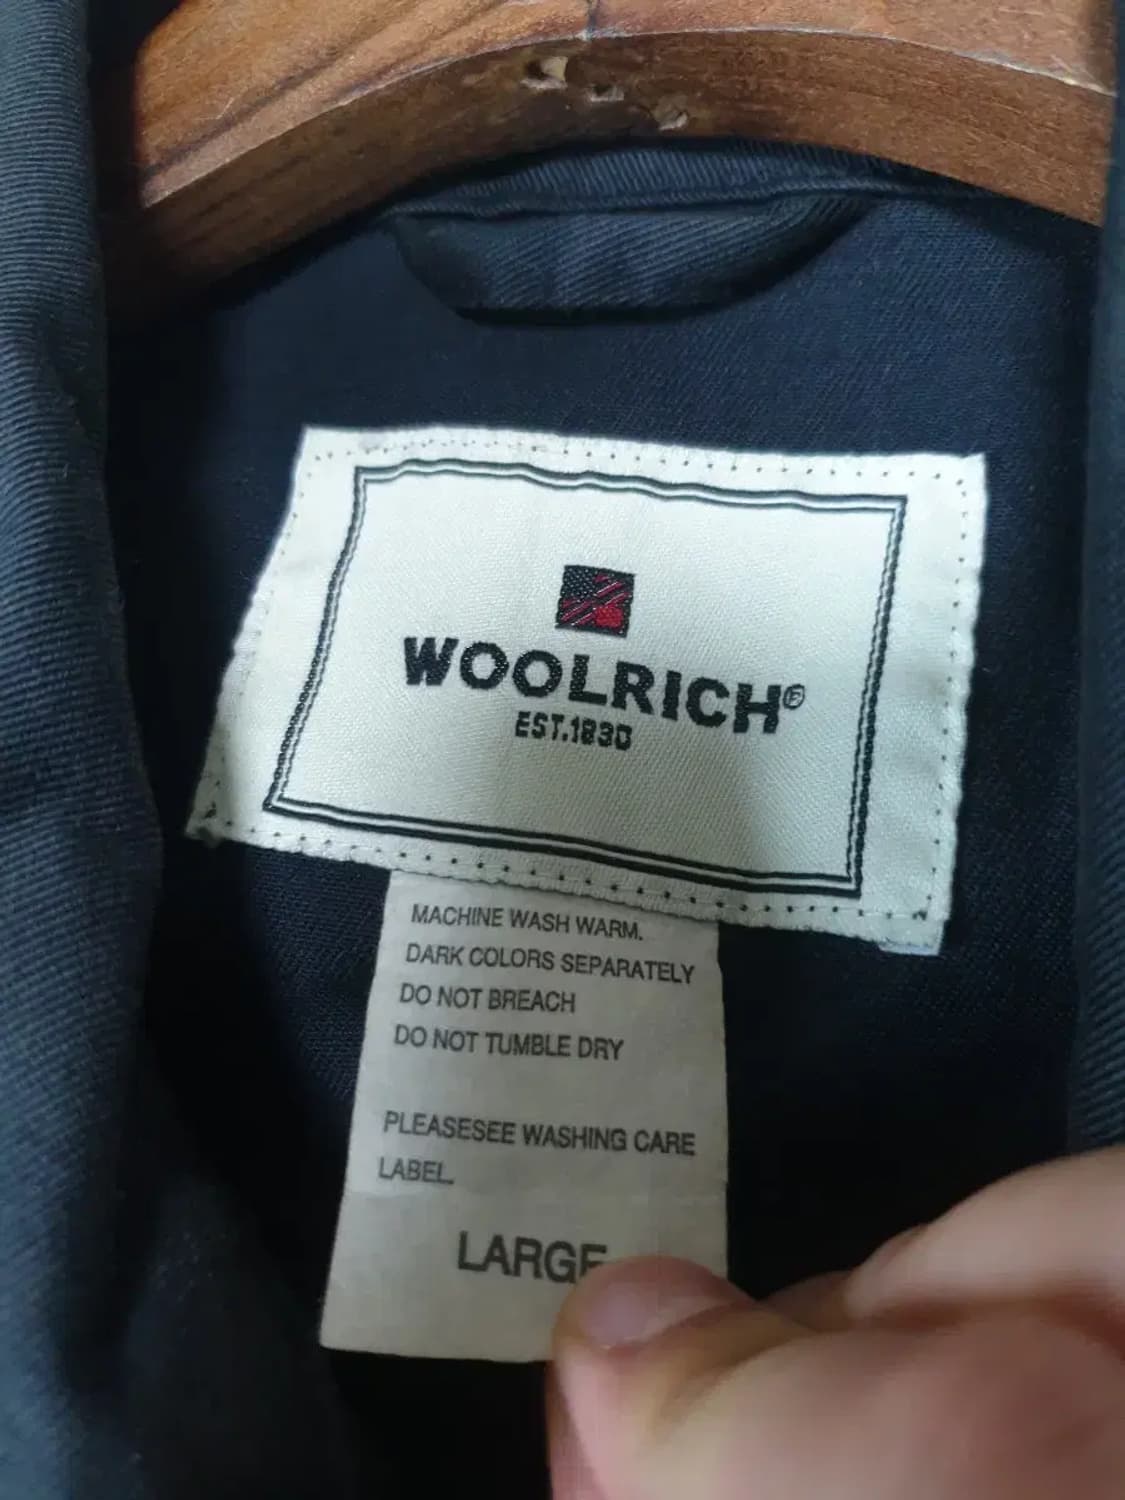 WOOLRICH®
EST.1830
MACHINE WASH WARM.
DARK COLORS SEPARATELY
DO NOT BREACH
DO NOT TUMBLE DRY
PLEASESEE WASHING CARE
LABEL.
LARGE